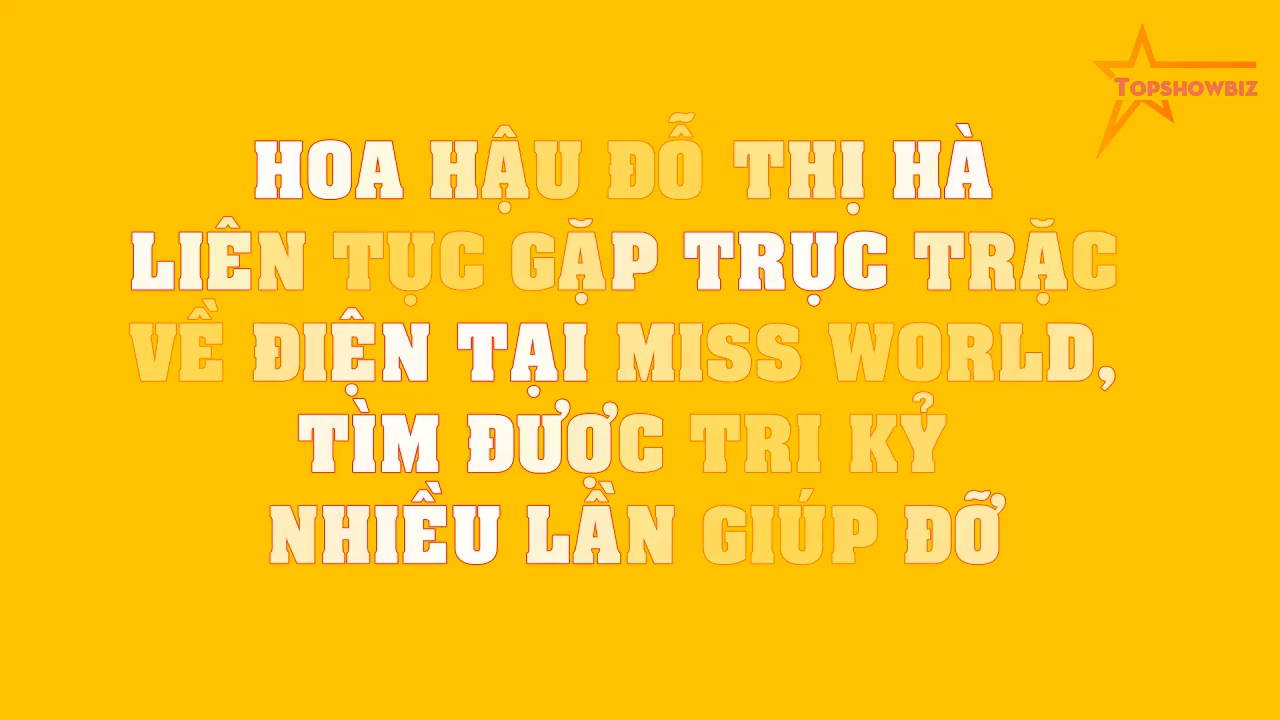 TOPSHOWBIZ
HOA HẬU ĐỖ THỊ HÀ
LIÊN TỤC GẶP TRỤC TRẶC
VỀ ĐIỆN TẠI MISS WORLD,
TÌM ĐƯỢC TRI KỶ
NHIỀU LẦN GIÚP ĐỠ